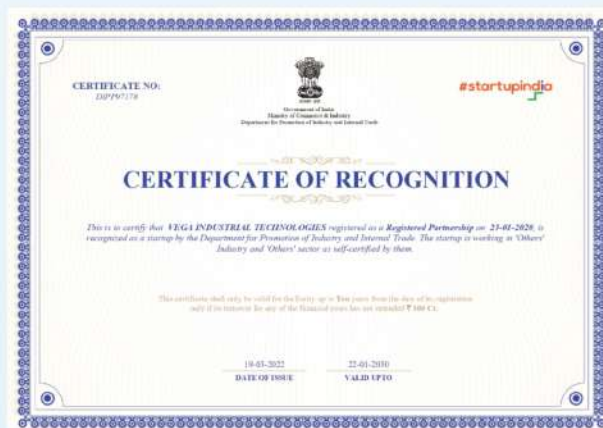 CERTIFICATE NO:
DIPP97178
#startupindia
Government of India
Ministry of Commerce & Industry
Department for Promotion of Industry and Internal Trade
CERTIFICATE OF RECOGNITION
This is to certify that VEGA INDUSTRIAL TECHNOLOGIES registered as a Registered Partnership on 23-01-2020, is
recognized as a startup by the Department for Promotion of Industry and Internal Trade. The startup is working in 'Others'
Industry and 'Others' sector as self-certified by them.
This certificate shall only be valid for the Entity up to Ten years from the date of its registration
only if its turnover for any of the financial years has not exceeded ₹ 100 Cr.
19-03-2022
22-01-2030
DATE OF ISSUE
VALID UPTO